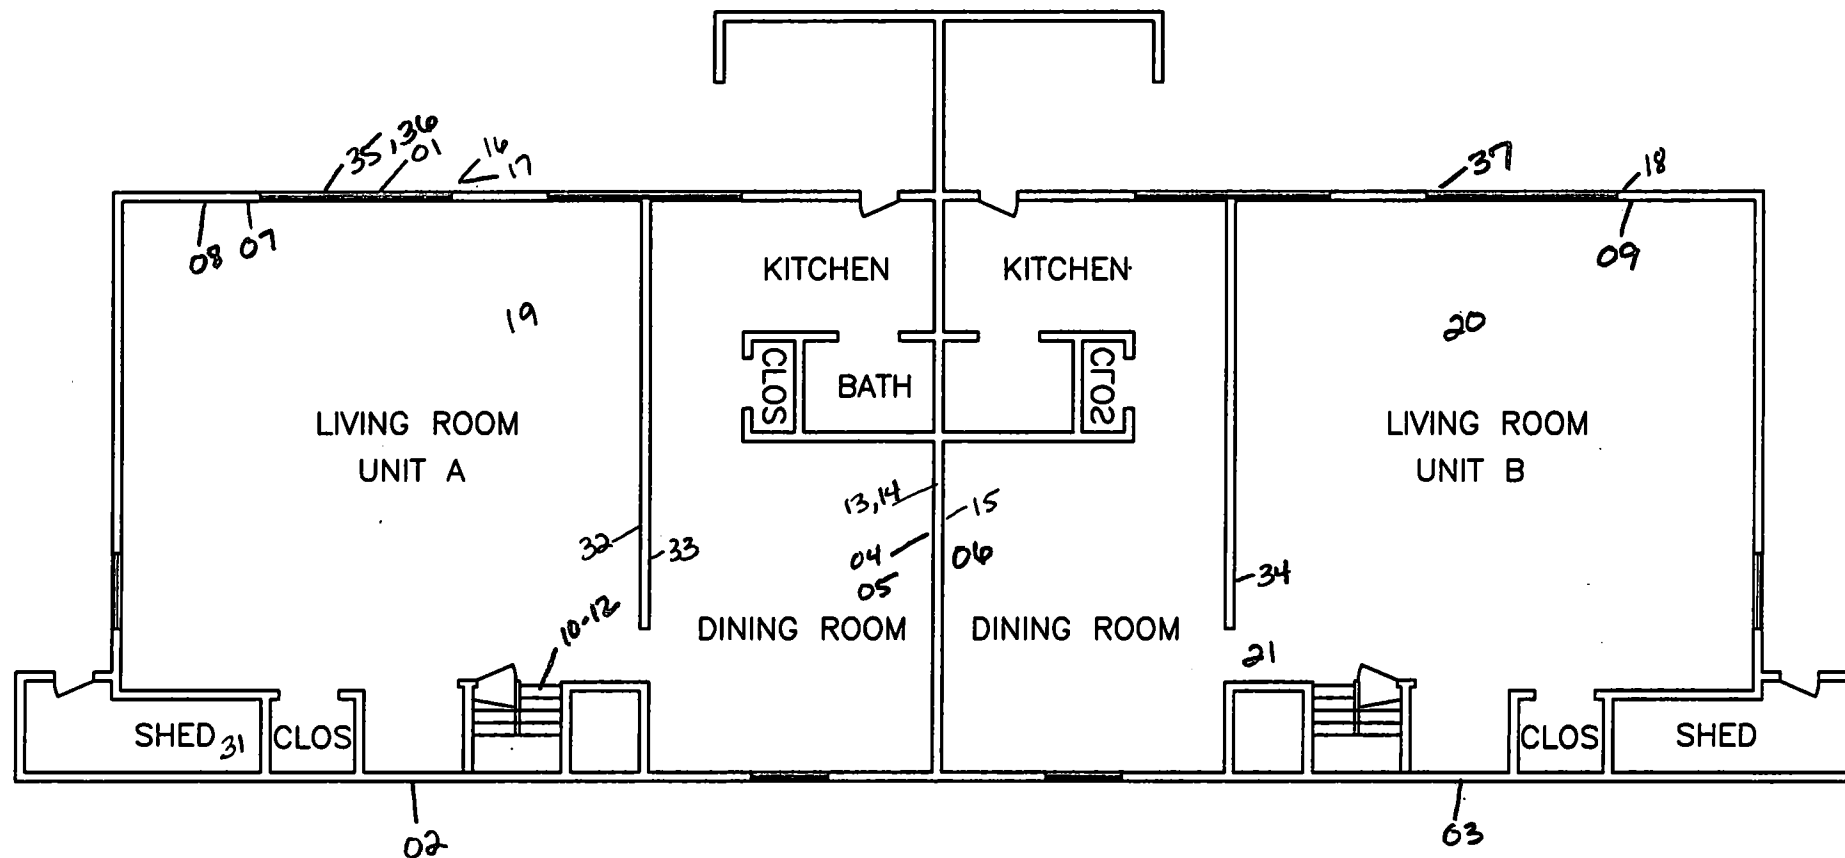 35,36
01
16
17
37
18
08
07
09
KITCHEN
KITCHEN
19
20
CLOS
BATH
CLOS
LIVING ROOM
UNIT A
LIVING ROOM
UNIT B
13,14
15
32
33
04
05
06
34
10-12
DINING ROOM
DINING ROOM
21
SHED
31
CLOS
CLOS
SHED
02
03